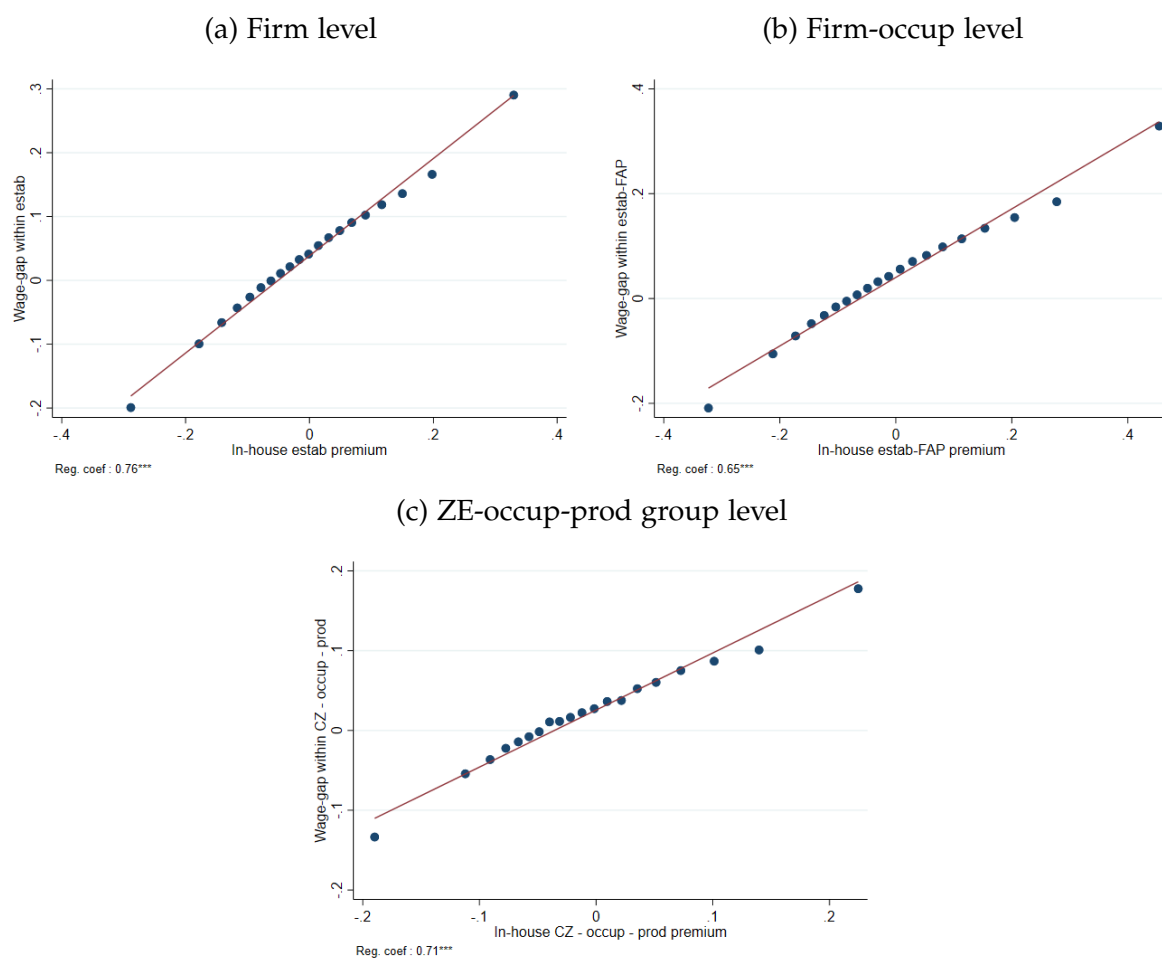 (a) Firm level
Wage-gap within estab
.3
.2
.1
0
-.1
-.2
-.4
-.2
0
.2
.4
In-house estab premium
Reg. coef : 0.76***
(b) Firm-occup level
Wage-gap within estab-FAP
.4
.2
0
-.2
-.4
-.2
0
.2
.4
In-house estab-FAP premium
Reg. coef : 0.65***
(c) ZE-occup-prod group level
Wage-gap within CZ - occup - prod
.2
.1
0
-.1
-.2
-.2
-.1
0
.1
.2
In-house CZ - occup - prod premium
Reg. coef : 0.71***